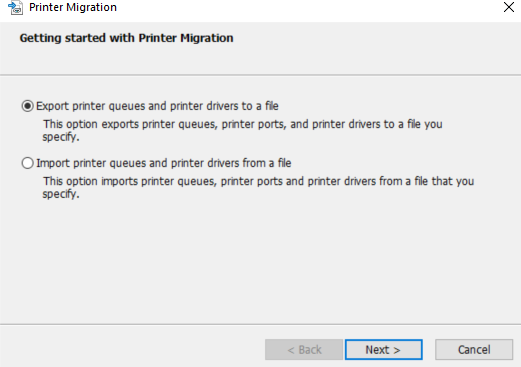 Printer Migration
Getting started with Printer Migration
Export printer queues and printer drivers to a file
This option exports printer queues, printer ports, and printer drivers to a file you
specify.
Import printer queues and printer drivers from a file
This option imports printer queues, printer ports and printer drivers from a file that you
specify.
< Back
Next >
Cancel